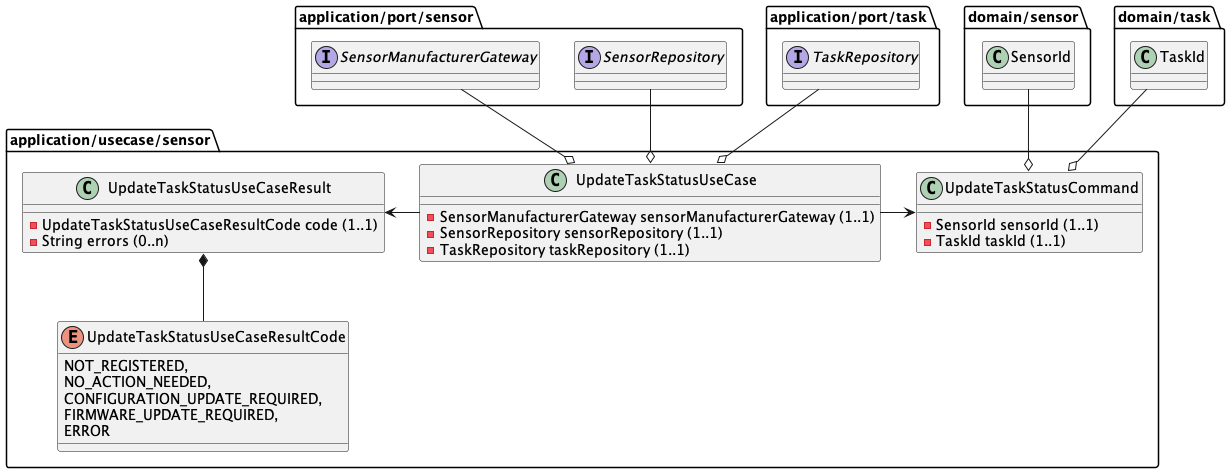 application/port/sensor
application/port/task
domain/sensor
domain/task
I SensorManufacturerGateway
I SensorRepository
I TaskRepository
C SensorId
C TaskId
application/usecase/sensor
C UpdateTaskStatusUseCaseResult
UpdateTaskStatusUseCaseResultCode code (1..1)
String errors (0..n)
C UpdateTaskStatusUseCase
SensorManufacturerGateway sensorManufacturerGateway (1..1)
SensorRepository sensorRepository (1..1)
TaskRepository taskRepository (1..1)
C UpdateTaskStatusCommand
SensorId sensorId (1..1)
TaskId taskId (1..1)
E UpdateTaskStatusUseCaseResultCode
NOT_REGISTERED,
NO_ACTION_NEEDED,
CONFIGURATION_UPDATE_REQUIRED,
FIRMWARE_UPDATE_REQUIRED,
ERROR